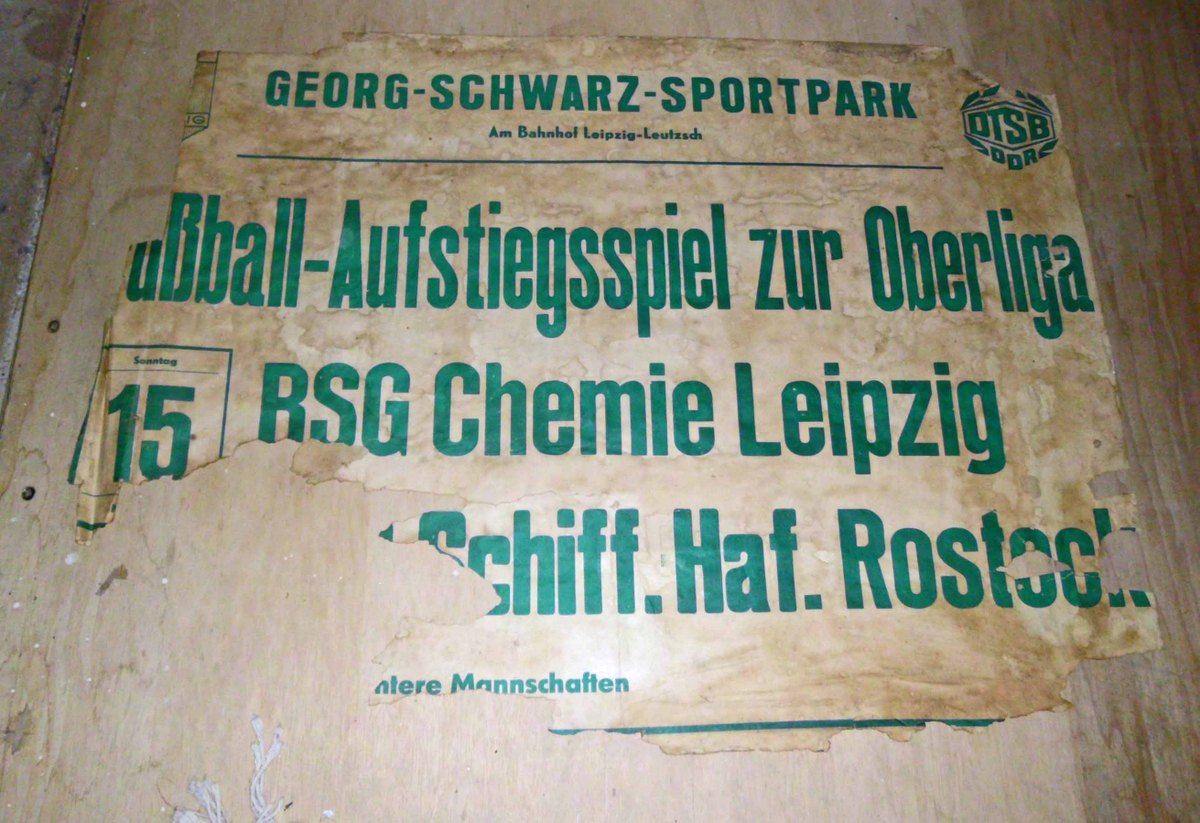 IG
GEORG-SCHWARZ-SPORTPARK
Am Bahnhof Leipzig-Leutzsch
DTSB
DDR
ußball-Aufstiegsspiel zur Oberliga
Sonntag
15
BSG Chemie Leipzig
Schiff. Haf. Rostock
ntere Mannschaften